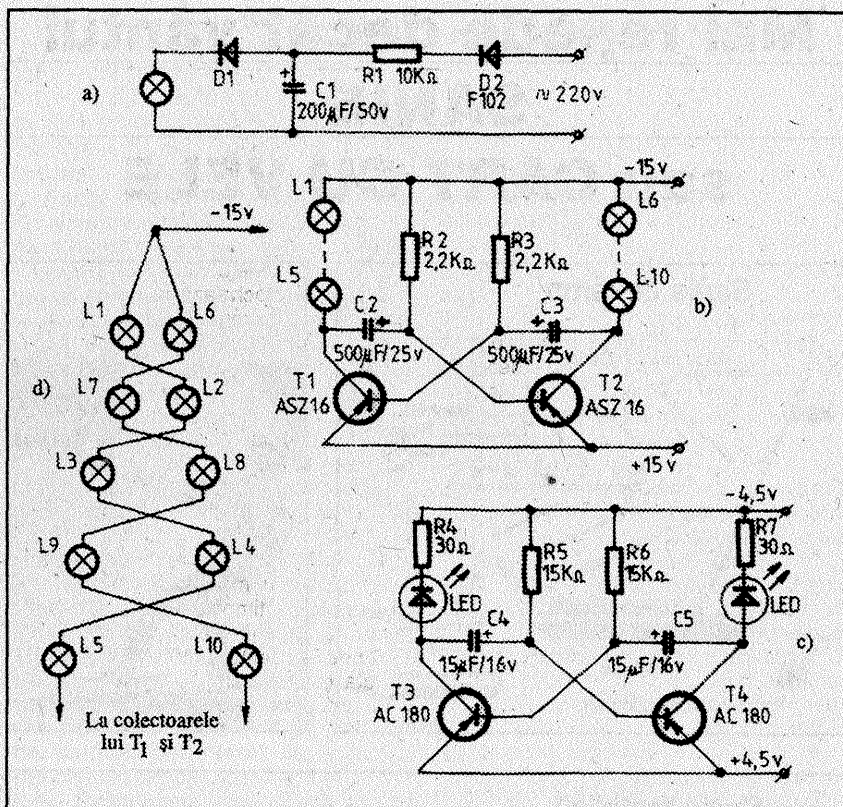 a)
D1
C1
200µF/50v
R1 10KΩ
D2
F102
≈ 220v
b)
-15v
L1
L5
R2
2,2KΩ
R3
2,2KΩ
L6
L10
C2
500µF/25v
C3
500µF/25v
T1
ASZ16
T2
ASZ 16
+15v
d)
-15v
L1
L6
L7
L2
L3
L8
L9
L4
L5
L10
La colectoarele
lui T1 și T2
c)
-4,5v
R4
30Ω
R5
15KΩ
R6
15KΩ
R7
30Ω
LED
LED
C4
15µF/16v
C5
15µF/16v
T3
AC 180
T4
AC 180
+4,5v